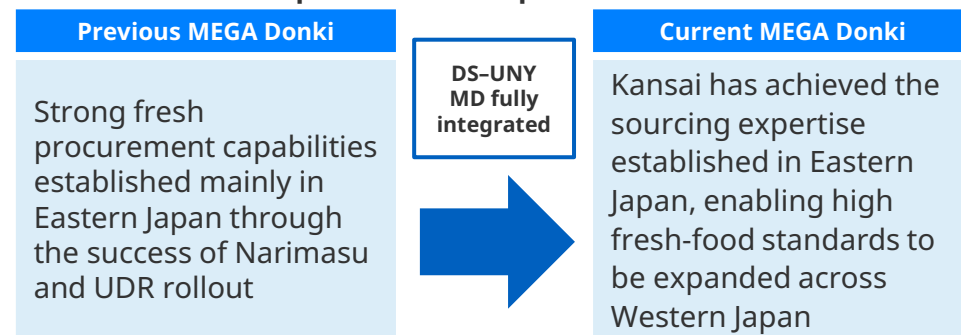 Previous MEGA Donki
Strong fresh
procurement capabilities
established mainly in
Eastern Japan through
the success of Narimasu
and UDR rollout
DS–UNY
MD fully
integrated
Current MEGA Donki
Kansai has achieved the
sourcing expertise
established in Eastern
Japan, enabling high
fresh-food standards to
be expanded across
Western Japan